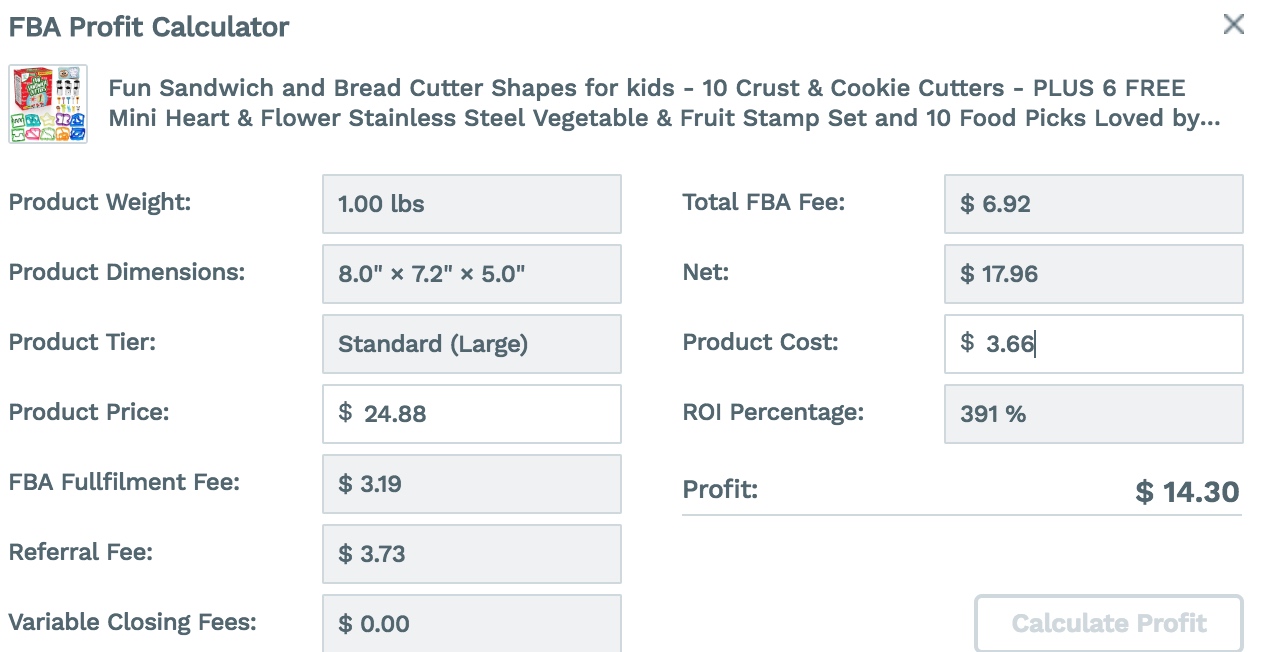 FBA Profit Calculator
Fun Sandwich and Bread Cutter Shapes for kids - 10 Crust & Cookie Cutters - PLUS 6 FREE
Mini Heart & Flower Stainless Steel Vegetable & Fruit Stamp Set and 10 Food Picks Loved by...
Product Weight:
1.00 lbs
Product Dimensions:
8.0" × 7.2" × 5.0"
Product Tier:
Standard (Large)
Product Price:
$ 24.88
FBA Fullfilment Fee:
$ 3.19
Referral Fee:
$ 3.73
Variable Closing Fees:
$ 0.00
Total FBA Fee:
$ 6.92
Net:
$ 17.96
Product Cost:
$ 3.66
ROI Percentage:
391 %
Profit:
$ 14.30
Calculate Profit